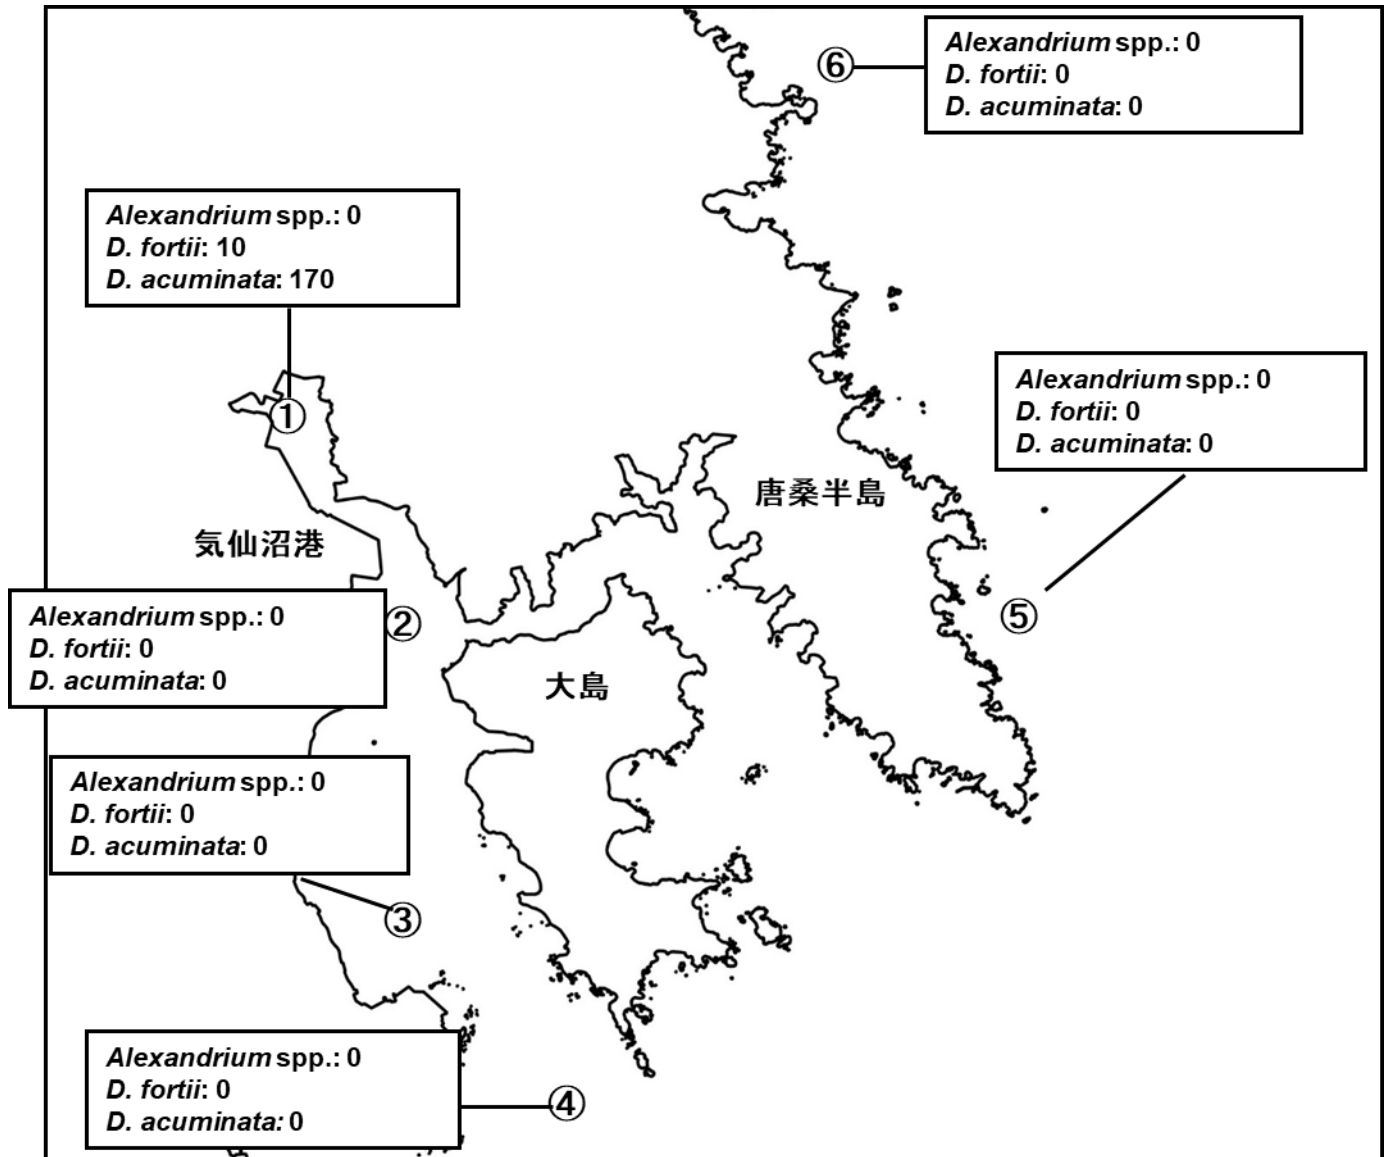 ⑥
Alexandrium spp.: 0
D. fortii: 0
D. acuminata: 0
Alexandrium spp.: 0
D. fortii: 10
D. acuminata: 170
①
Alexandrium spp.: 0
D. fortii: 0
D. acuminata: 0
唐桑半島
気仙沼港
⑤
Alexandrium spp.: 0
D. fortii: 0
D. acuminata: 0
②
大島
Alexandrium spp.: 0
D. fortii: 0
D. acuminata: 0
③
Alexandrium spp.: 0
D. fortii: 0
D. acuminata: 0
④